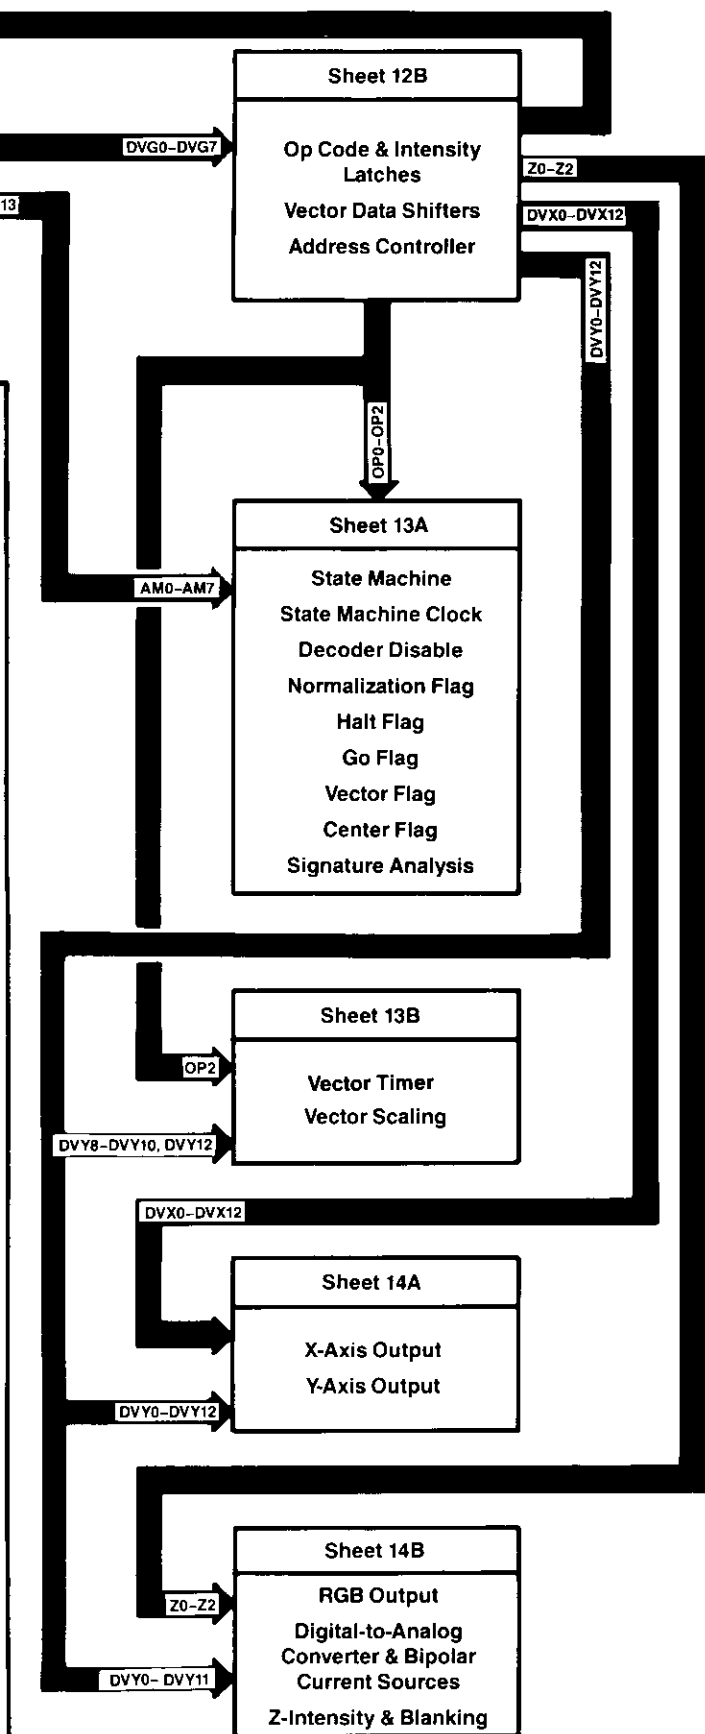 Sheet 12B
DVG0–DVG7
Op Code & Intensity
Latches
Vector Data Shifters
Address Controller
Z0–Z2
13
DVX0–DVX12
DVY0–DVY12
OP0–OP2
Sheet 13A
AM0–AM7
State Machine
State Machine Clock
Decoder Disable
Normalization Flag
Halt Flag
Go Flag
Vector Flag
Center Flag
Signature Analysis
Sheet 13B
OP2
Vector Timer
Vector Scaling
DVY8–DVY10, DVY12
DVX0–DVX12
Sheet 14A
X-Axis Output
Y-Axis Output
DVY0–DVY12
Sheet 14B
Z0–Z2
RGB Output
Digital-to-Analog
Converter & Bipolar
Current Sources
DVY0– DVY11
Z-Intensity & Blanking